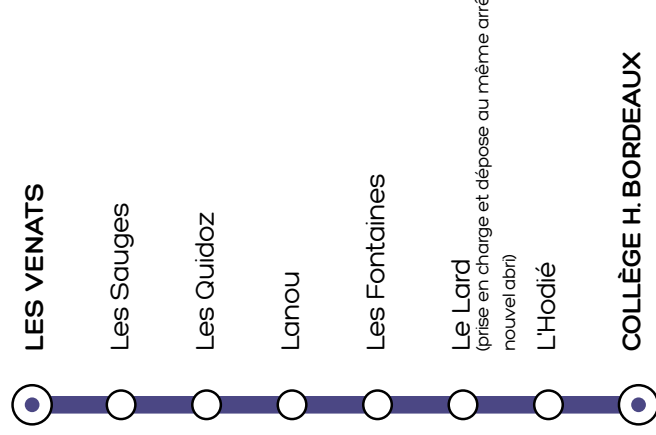 LES VENATS
Les Sauges
Les Quidoz
Lanou
Les Fontaines
Le Lard
(prise en charge et dépose au même
nouvel abri)
L'Hodié
COLLÈGE H. BORDEAUX